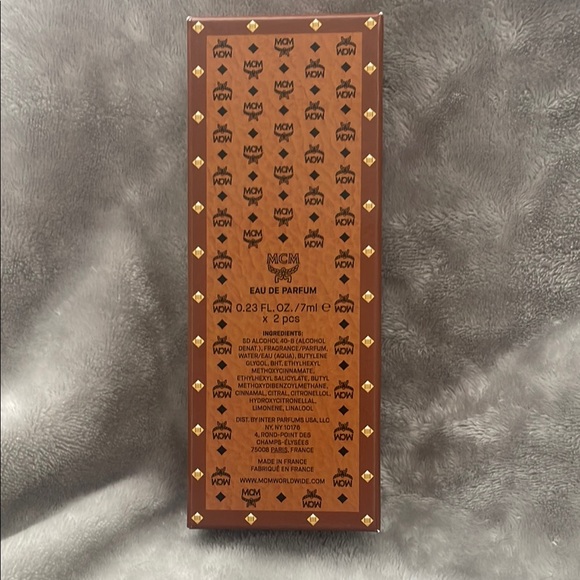 MCM
EAU DE PARFUM
0.23 FL.OZ./7ml ℮
x 2 pcs
INGREDIENTS:
SD ALCOHOL 40-B (ALCOHOL
DENAT.), FRAGRANCE/PARFUM,
WATER/EAU (AQUA), BUTYLENE
GLYCOL, BHT, ETHYLHEXYL
METHOXYCINNAMATE,
ETHYLHEXYL SALICYLATE, BUTYL
METHOXYDIBENZOYLMETHANE,
CINNAMAL, CITRAL, CITRONELLOL,
HYDROXYCITRONELLAL,
LIMONENE, LINALOOL
DIST. BY INTER PARFUMS USA, LLC
NY, NY 10176
4, ROND-POINT DES
CHAMPS-ÉLYSÉES
75008 PARIS, FRANCE
MADE IN FRANCE
FABRIQUÉ EN FRANCE
WWW.MCMWORLDWIDE.COM